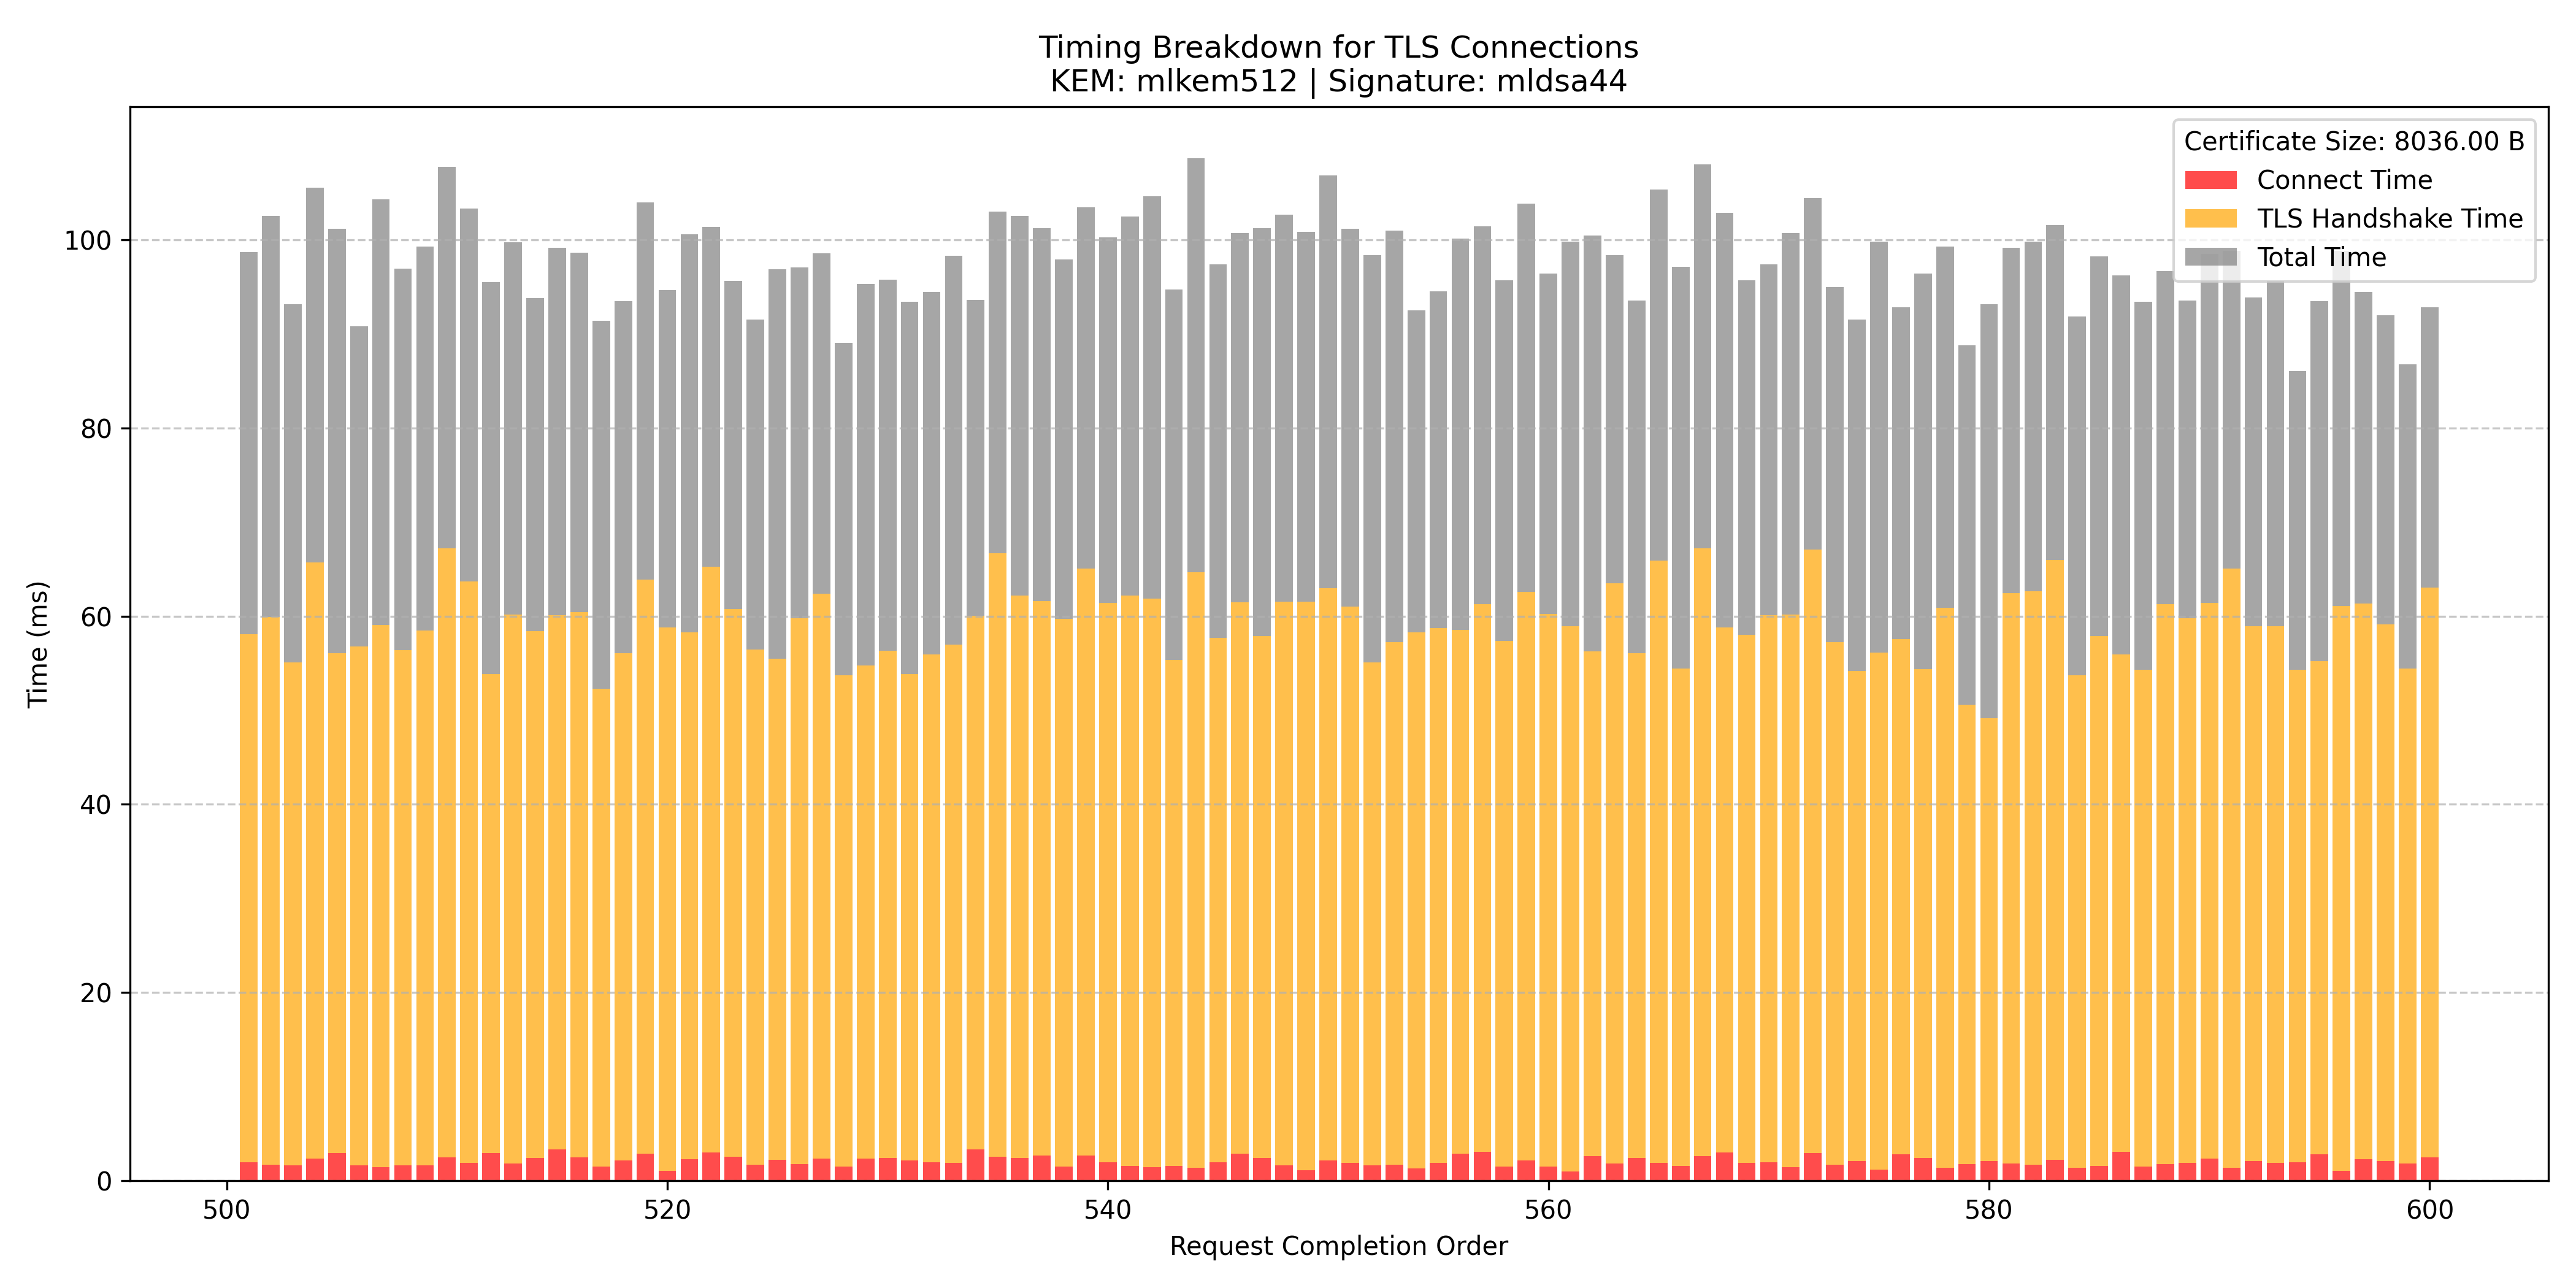 Timing Breakdown for TLS Connections
KEM: mlkem512 | Signature: mldsa44
Certificate Size: 8036.00 B
Connect Time
TLS Handshake Time
Total Time
Time (ms)
100
80
60
40
20
0
500 520 540 560 580 600
Request Completion Order